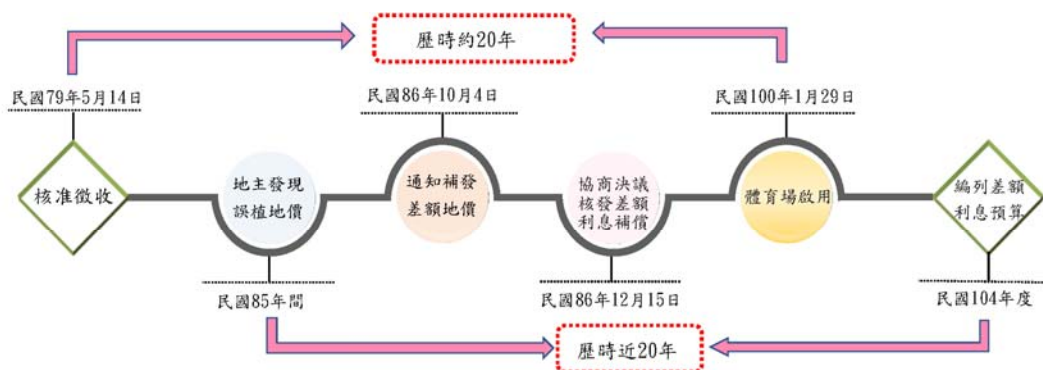 歷時約20年
民國79年5月14日
民國86年10月4日
民國100年1月29日
核准徵收
地主發現
誤植地價
通知補發
差額地價
協商決議
核發差額
利息補償
體育場啟用
編列差額
利息預算
民國85年間
民國86年12月15日
民國104年度
歷時近20年